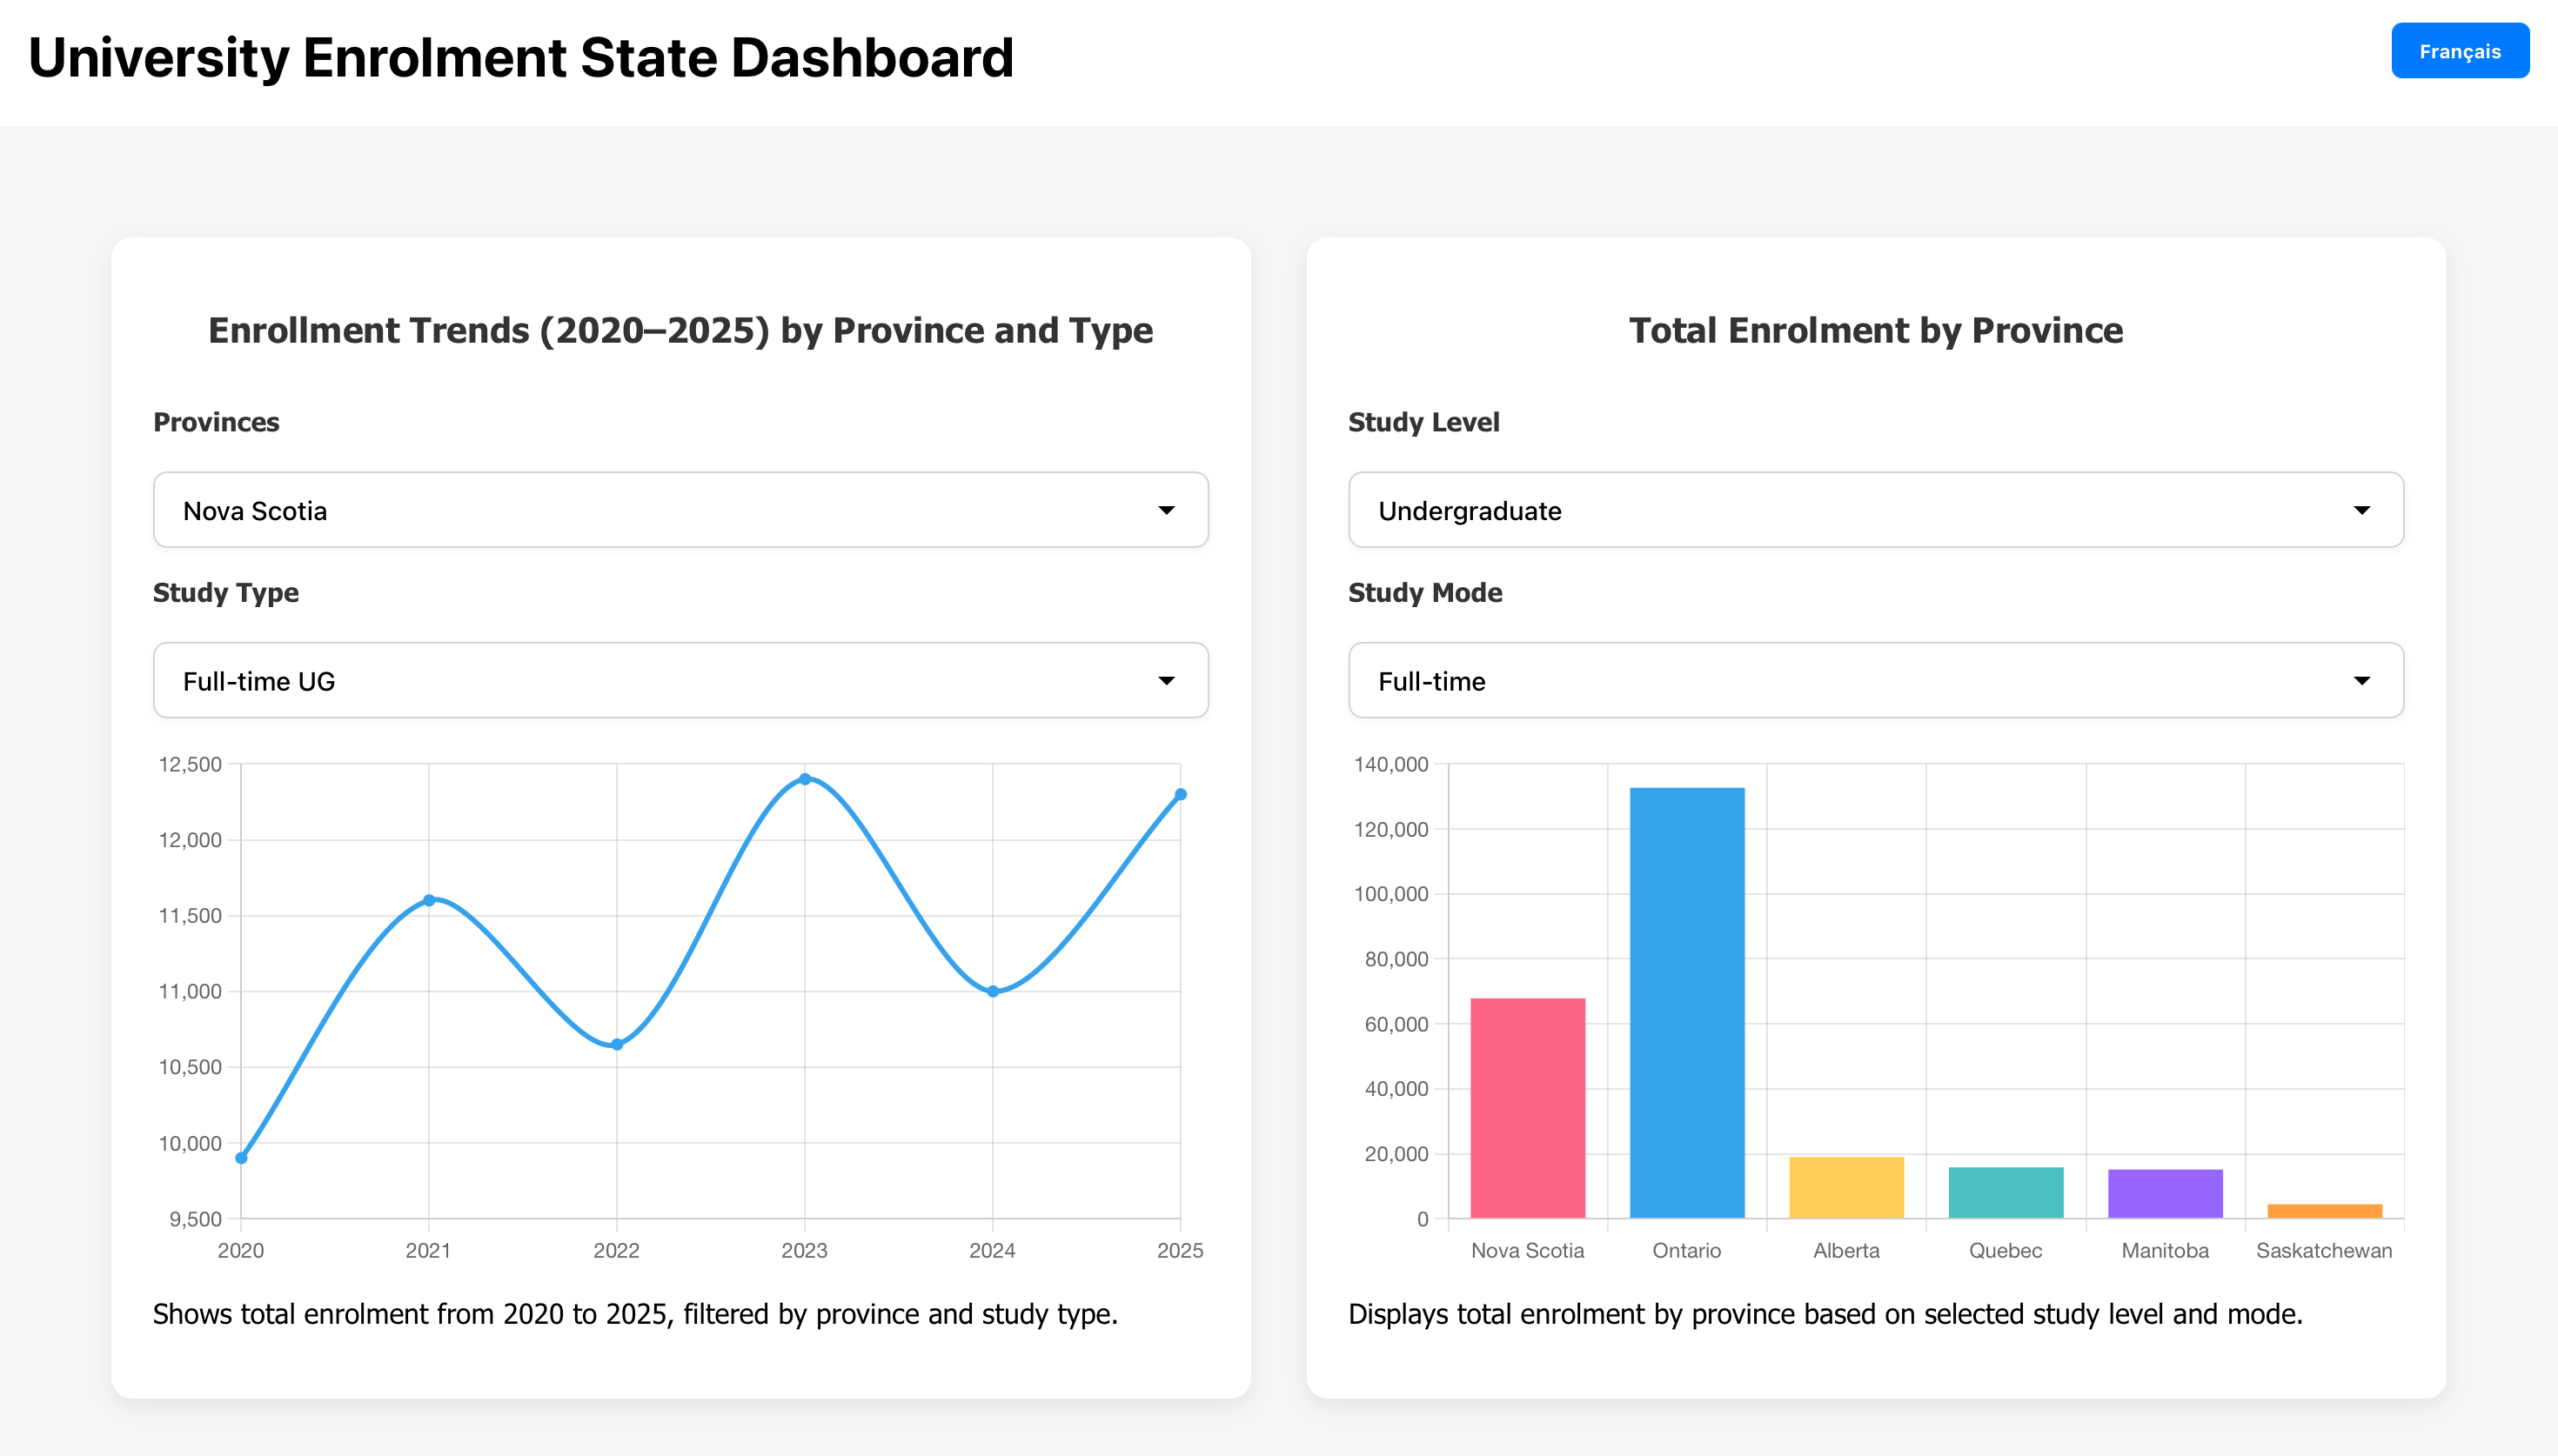 University Enrolment State Dashboard
Français
Enrollment Trends (2020–2025) by Province and Type
Provinces
Nova Scotia
Study Type
Full-time UG
12,500
12,000
11,500
11,000
10,500
10,000
9,500
2020 2021 2022 2023 2024 2025
Shows total enrolment from 2020 to 2025, filtered by province and study type.
Total Enrolment by Province
Study Level
Undergraduate
Study Mode
Full-time
140,000
120,000
100,000
80,000
60,000
40,000
20,000
0
Nova Scotia Ontario Alberta Quebec Manitoba Saskatchewan
Displays total enrolment by province based on selected study level and mode.